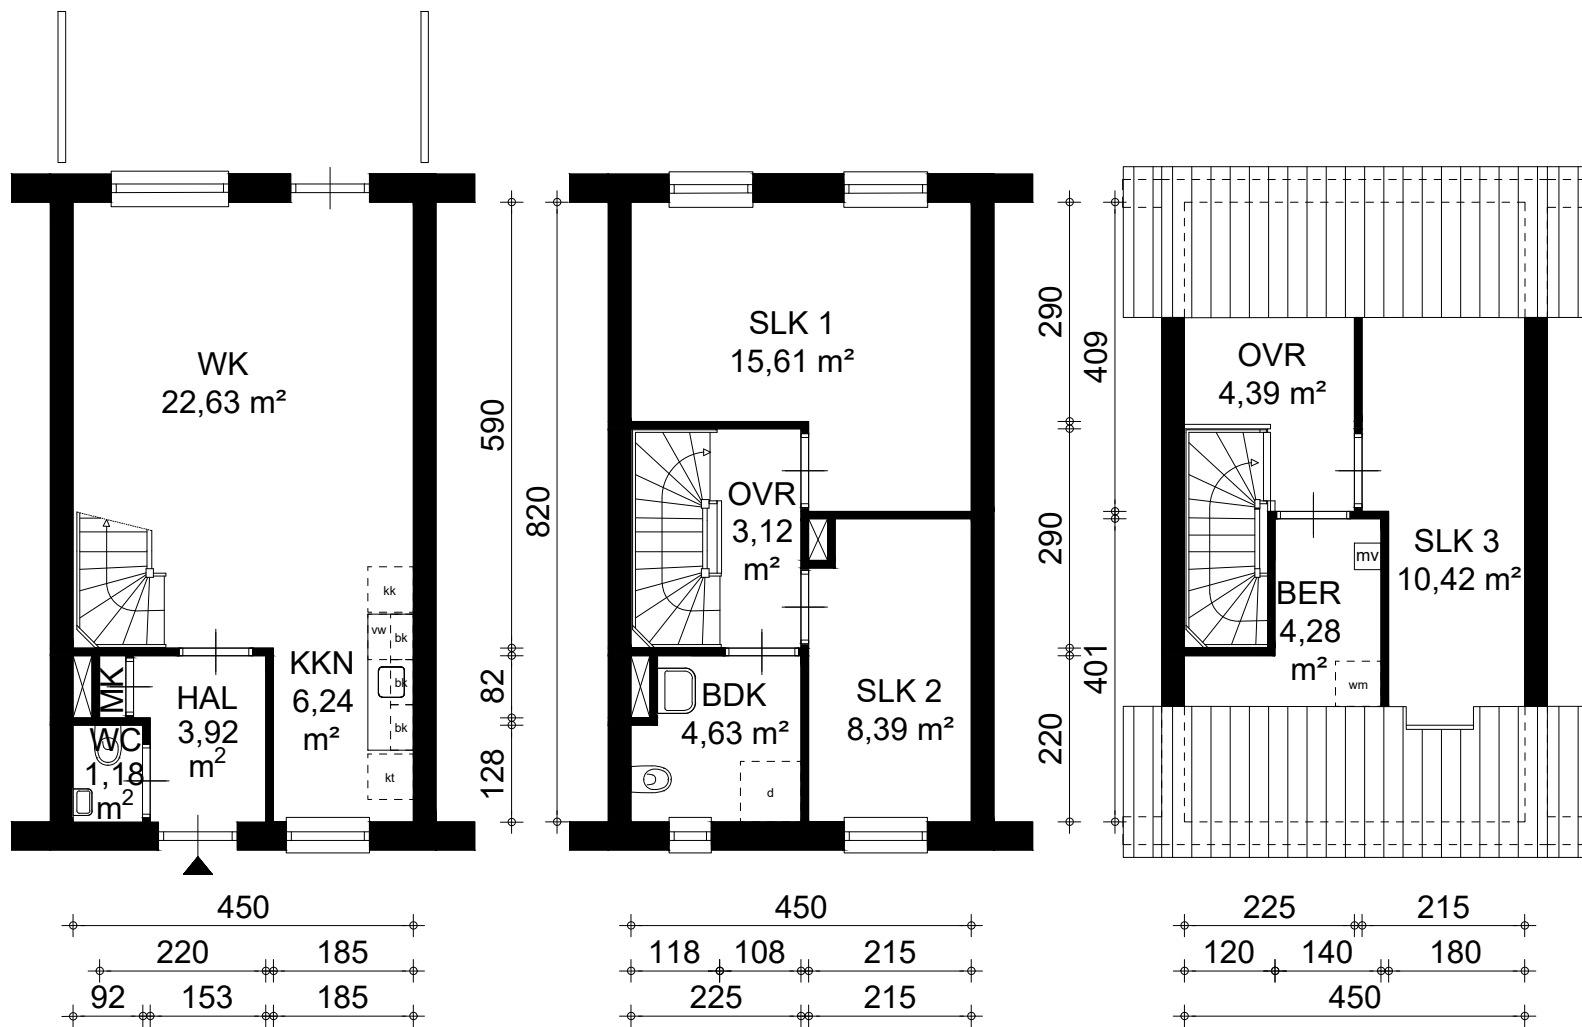 WK
22,63 m²
KKN
6,24
m²
MK
HAL
3,92
m²
WC
1,18
m²
kk
vw
bk
bk
bk
kt
590
82
128
820
450
220
185
92
153
185
SLK 1
15,61 m²
OVR
3,12
m²
BDK
4,63 m²
SLK 2
8,39 m²
d
290
290
220
409
401
450
118
108
215
225
215
OVR
4,39 m²
SLK 3
10,42 m²
BER
4,28
m²
mv
wm
225
215
120
140
180
450